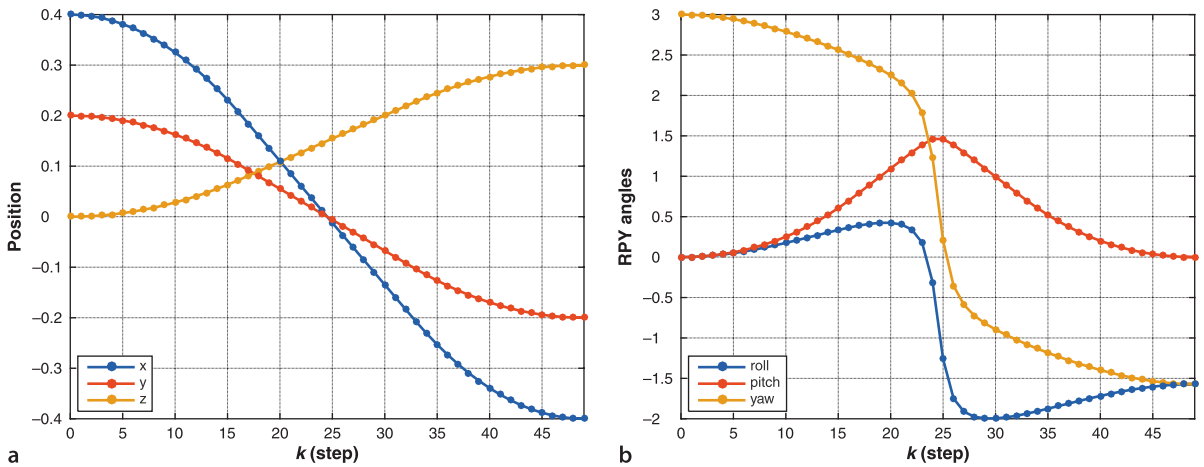 0.4
0.3
0.2
0.1
0
–0.1
–0.2
–0.3
–0.4
Position
x
y
z
0 5 10 15 20 25 30 35 40 45
k (step)
a
3
2.5
2
1.5
1
0.5
0
–0.5
–1
–1.5
–2
RPY angles
roll
pitch
yaw
0 5 10 15 20 25 30 35 40 45
k (step)
b